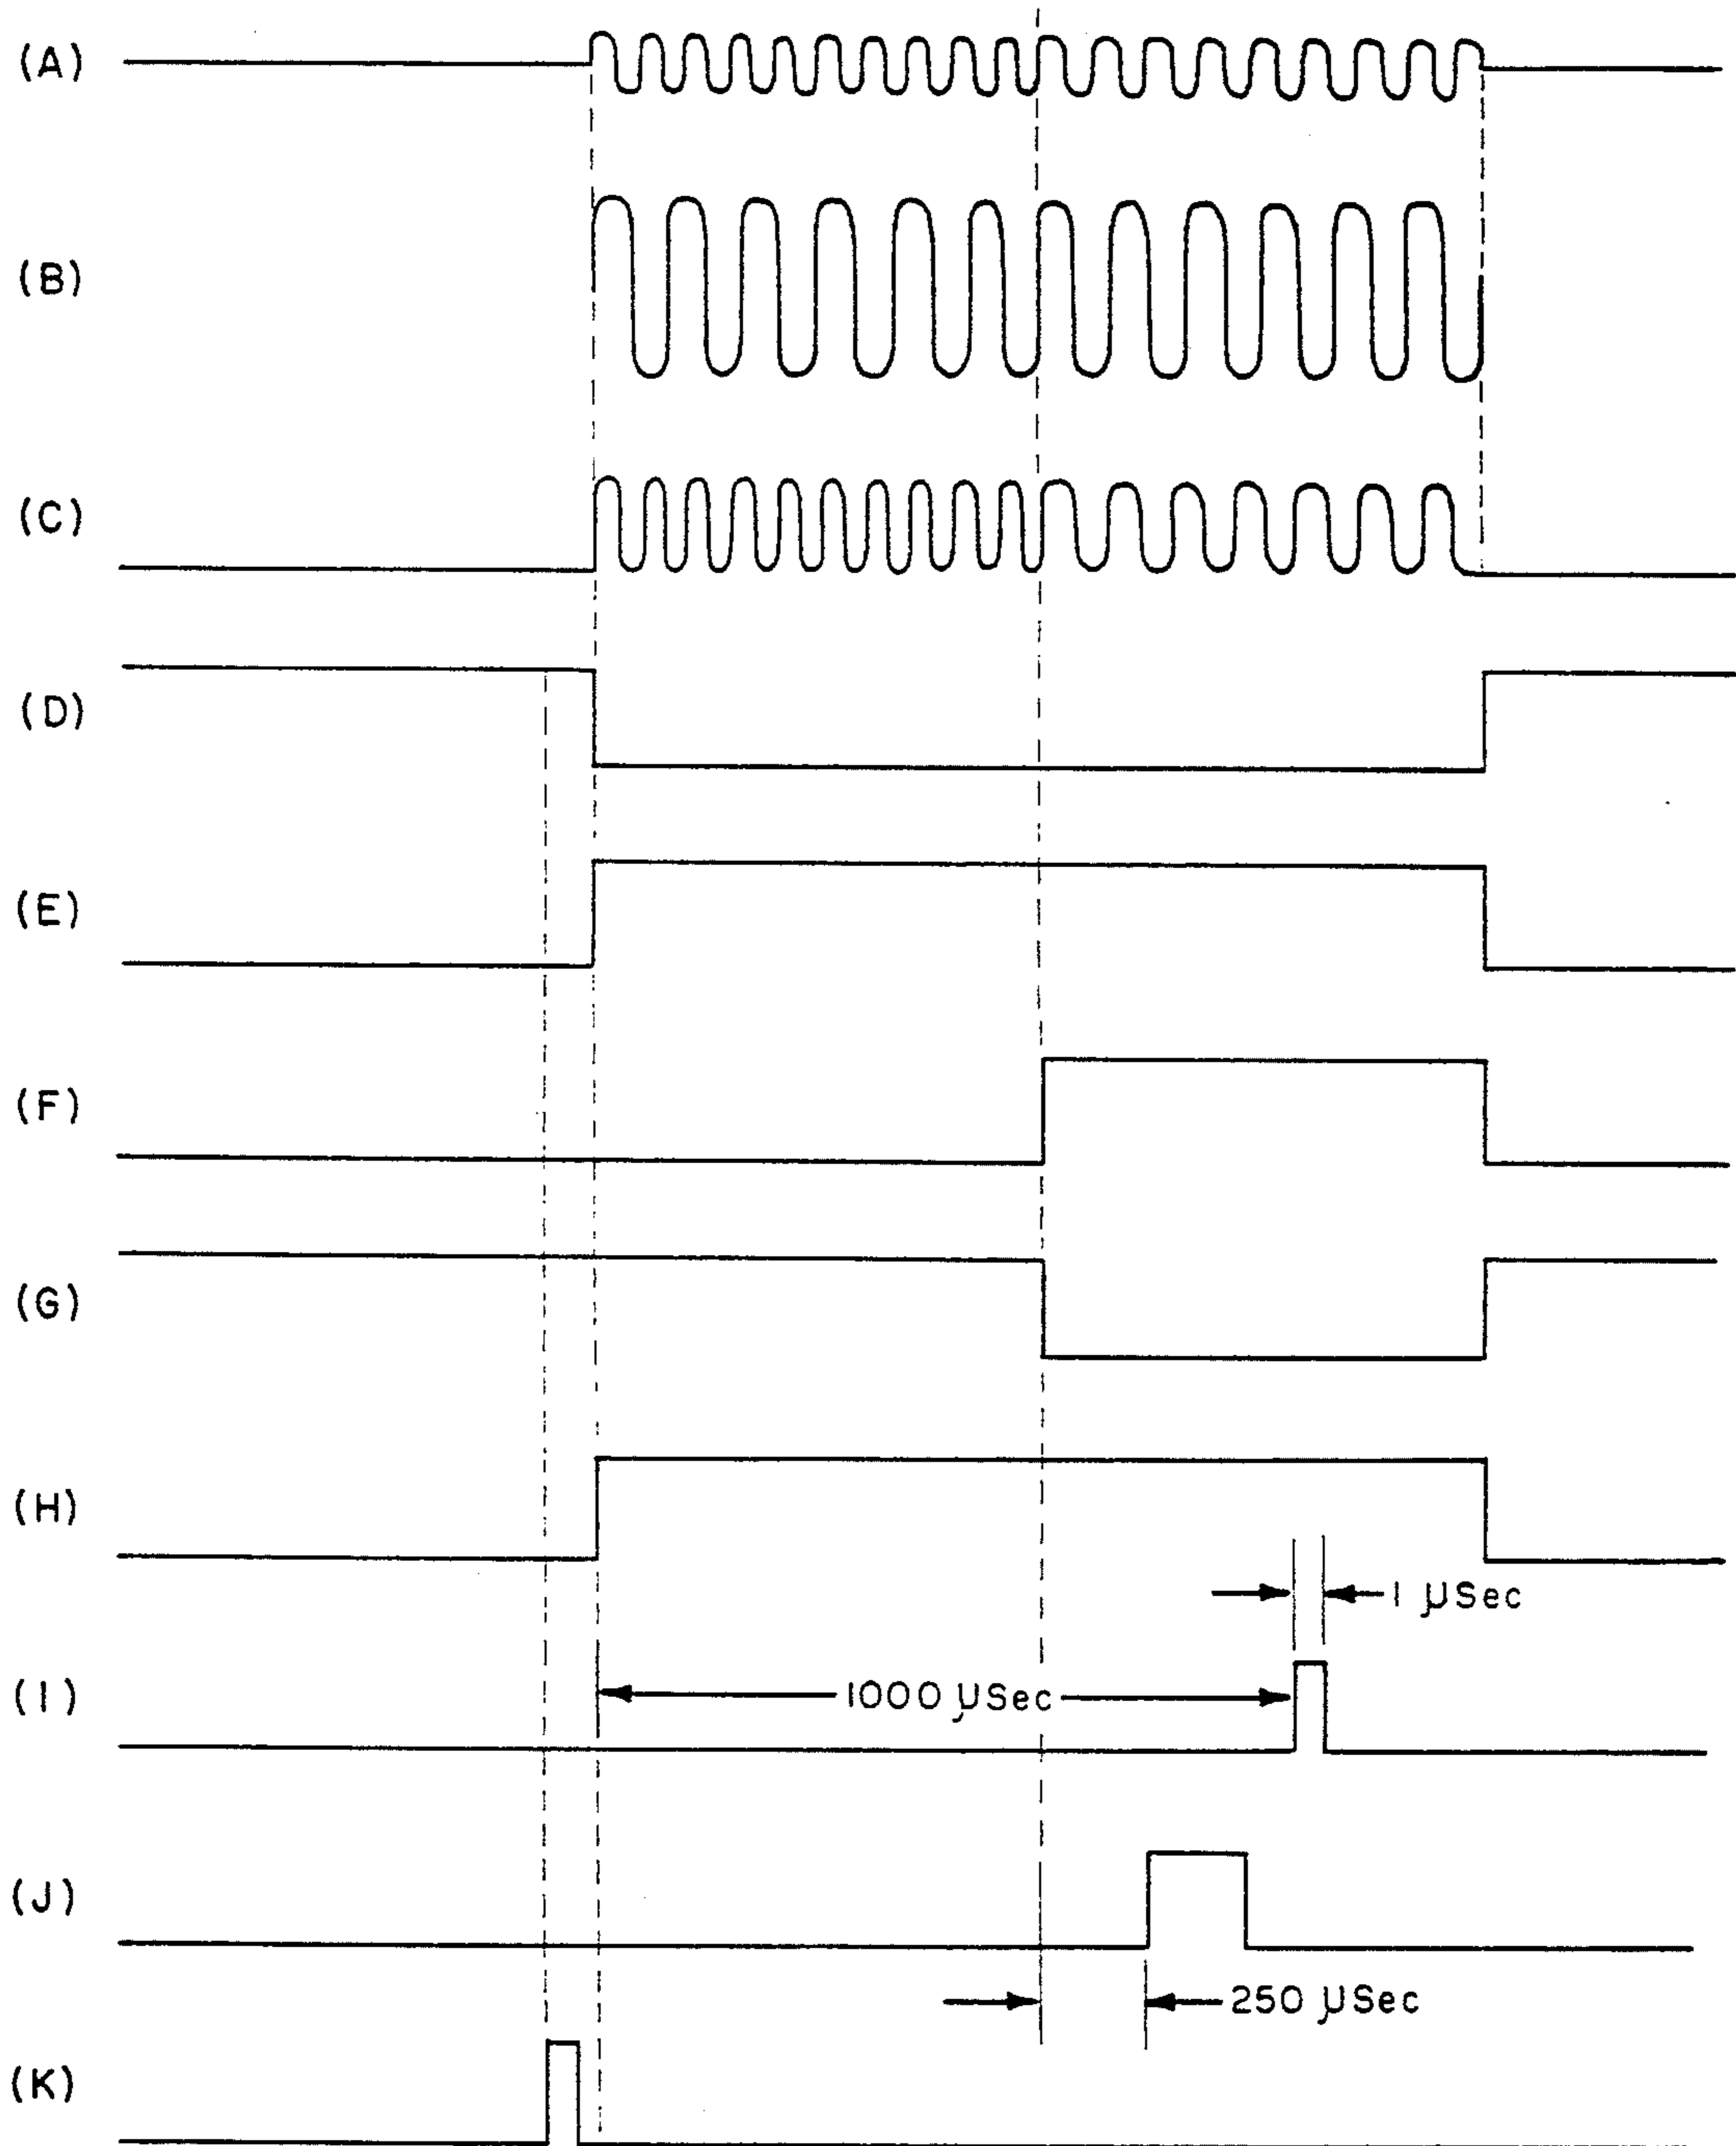 (A)
(B)
(C)
(D)
(E)
(F)
(G)
(H)
1 µSec
(I)
1000 µSec
(J)
250 µSec
(K)